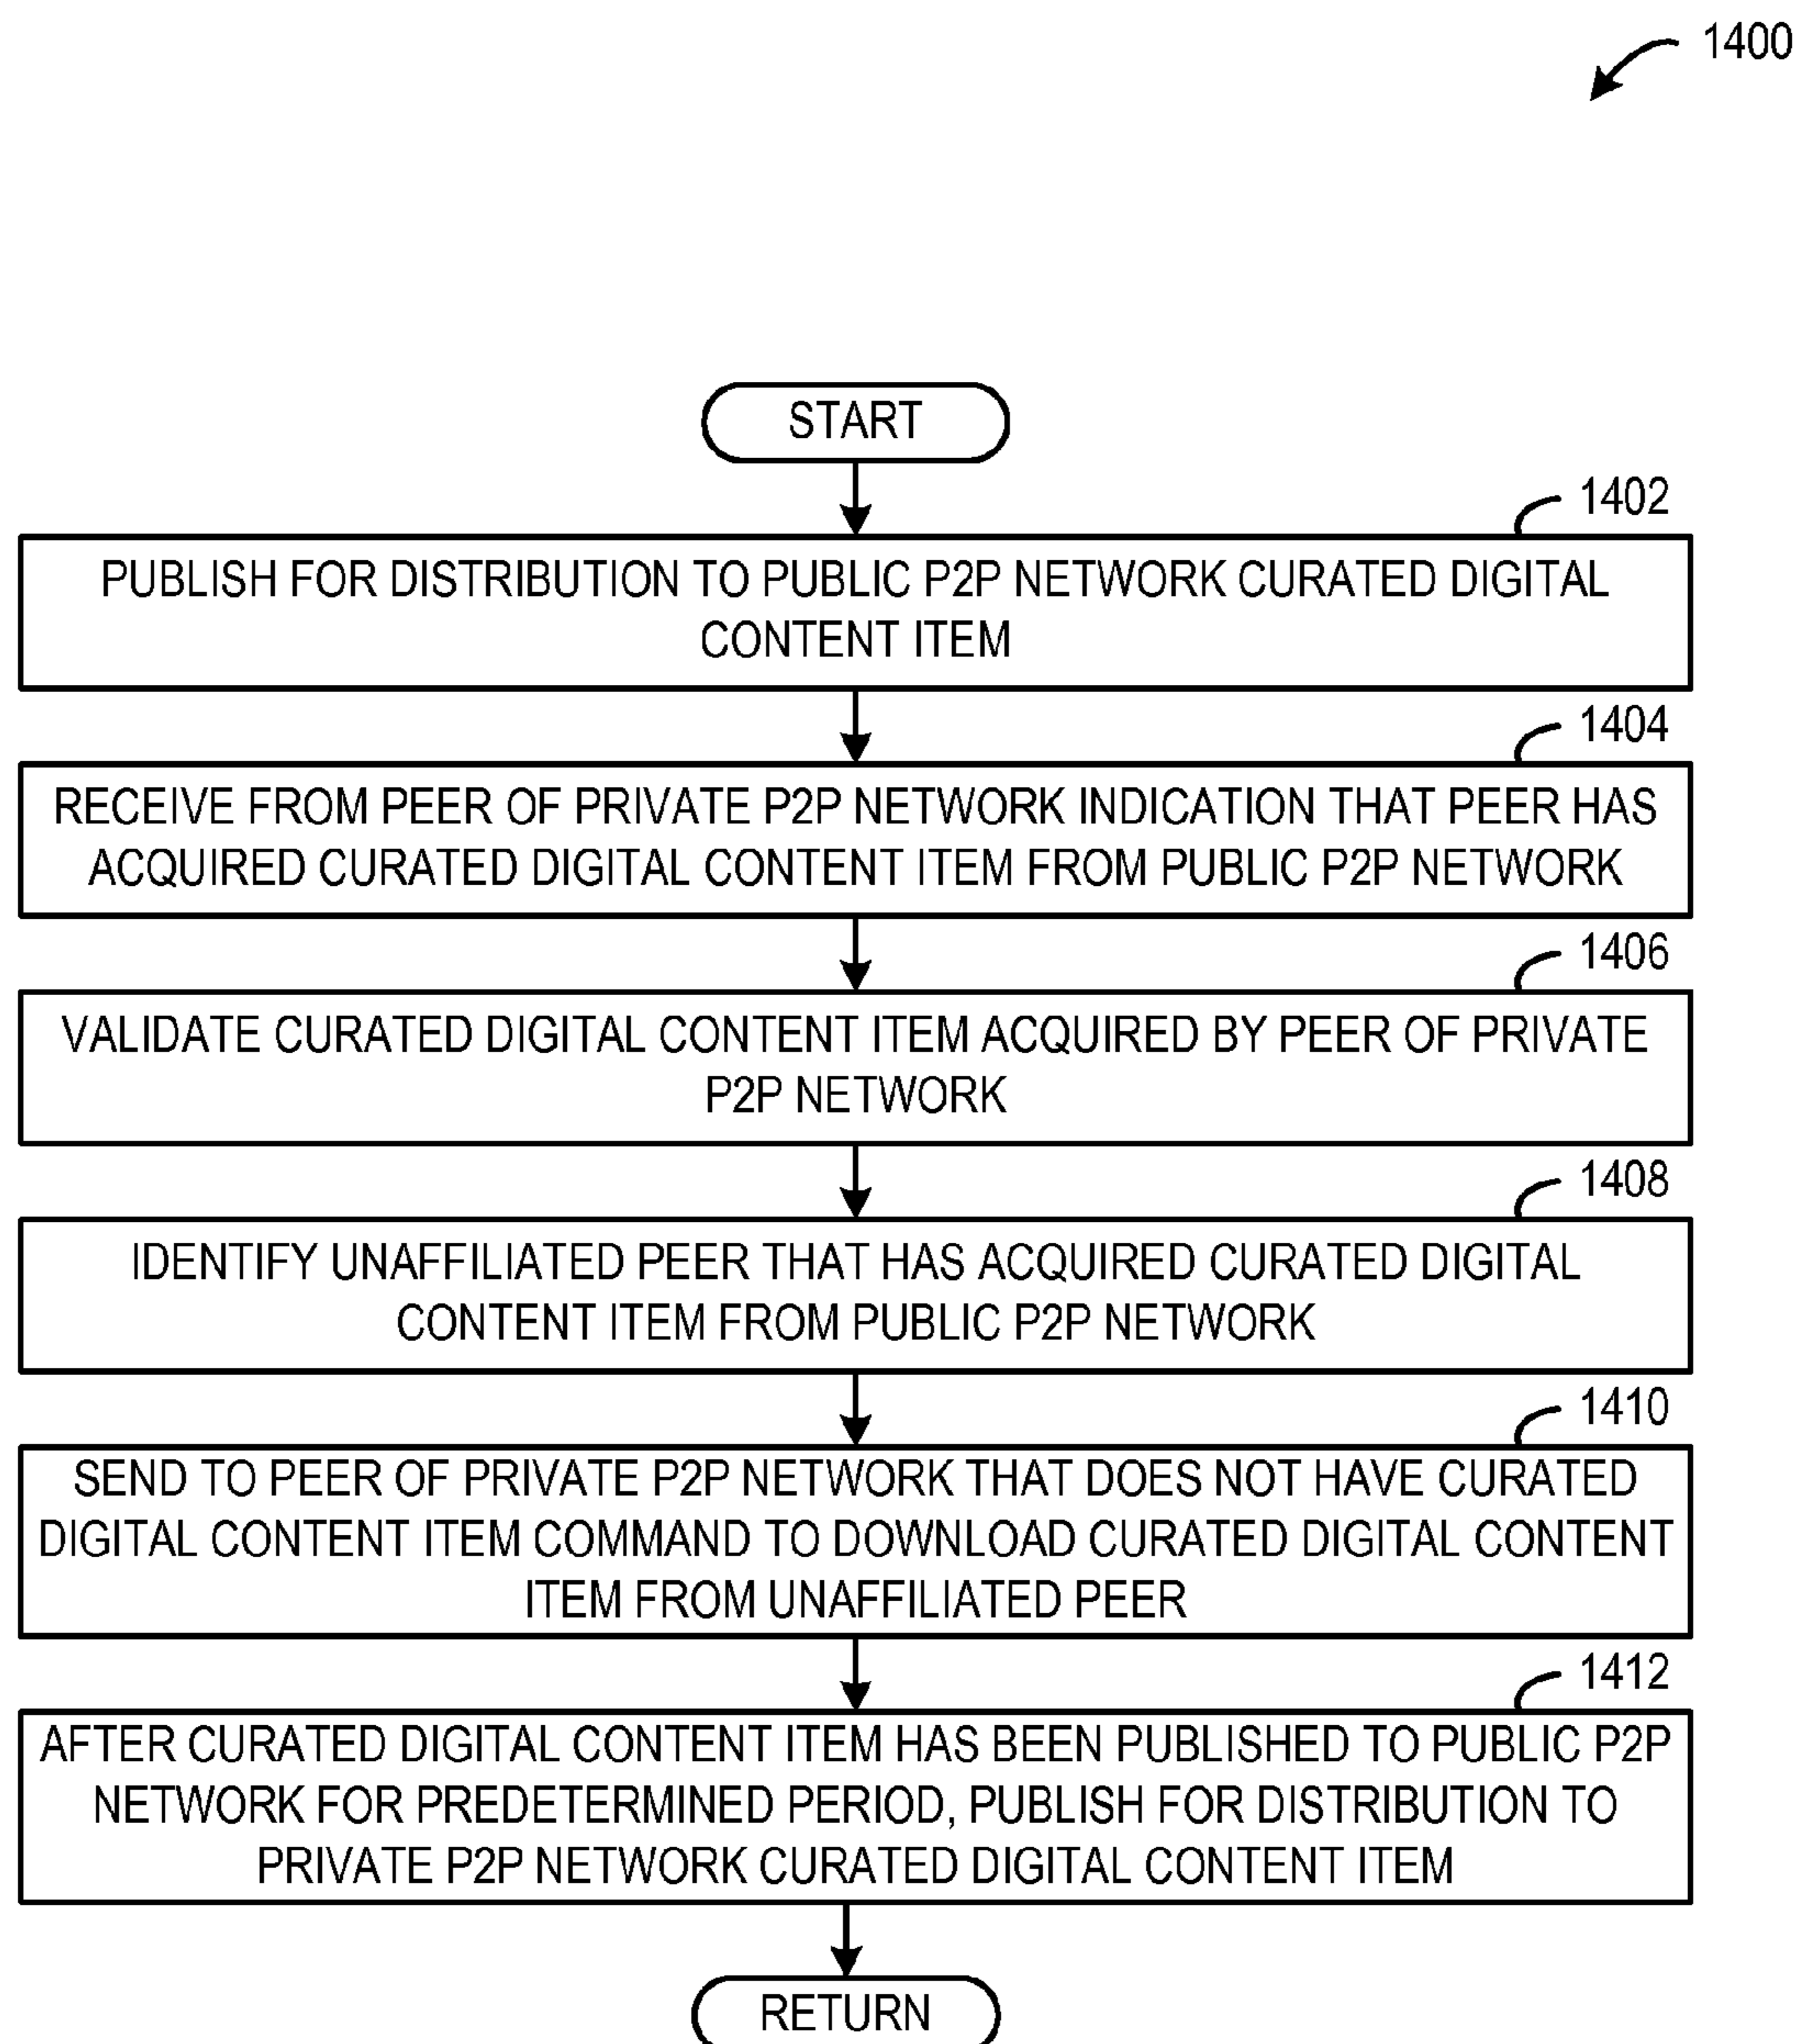 1400
START
1402
PUBLISH FOR DISTRIBUTION TO PUBLIC P2P NETWORK CURATED DIGITAL
CONTENT ITEM
1404
RECEIVE FROM PEER OF PRIVATE P2P NETWORK INDICATION THAT PEER HAS
ACQUIRED CURATED DIGITAL CONTENT ITEM FROM PUBLIC P2P NETWORK
1406
VALIDATE CURATED DIGITAL CONTENT ITEM ACQUIRED BY PEER OF PRIVATE
P2P NETWORK
1408
IDENTIFY UNAFFILIATED PEER THAT HAS ACQUIRED CURATED DIGITAL
CONTENT ITEM FROM PUBLIC P2P NETWORK
1410
SEND TO PEER OF PRIVATE P2P NETWORK THAT DOES NOT HAVE CURATED
DIGITAL CONTENT ITEM COMMAND TO DOWNLOAD CURATED DIGITAL CONTENT
ITEM FROM UNAFFILIATED PEER
1412
AFTER CURATED DIGITAL CONTENT ITEM HAS BEEN PUBLISHED TO PUBLIC P2P
NETWORK FOR PREDETERMINED PERIOD, PUBLISH FOR DISTRIBUTION TO
PRIVATE P2P NETWORK CURATED DIGITAL CONTENT ITEM
RETURN